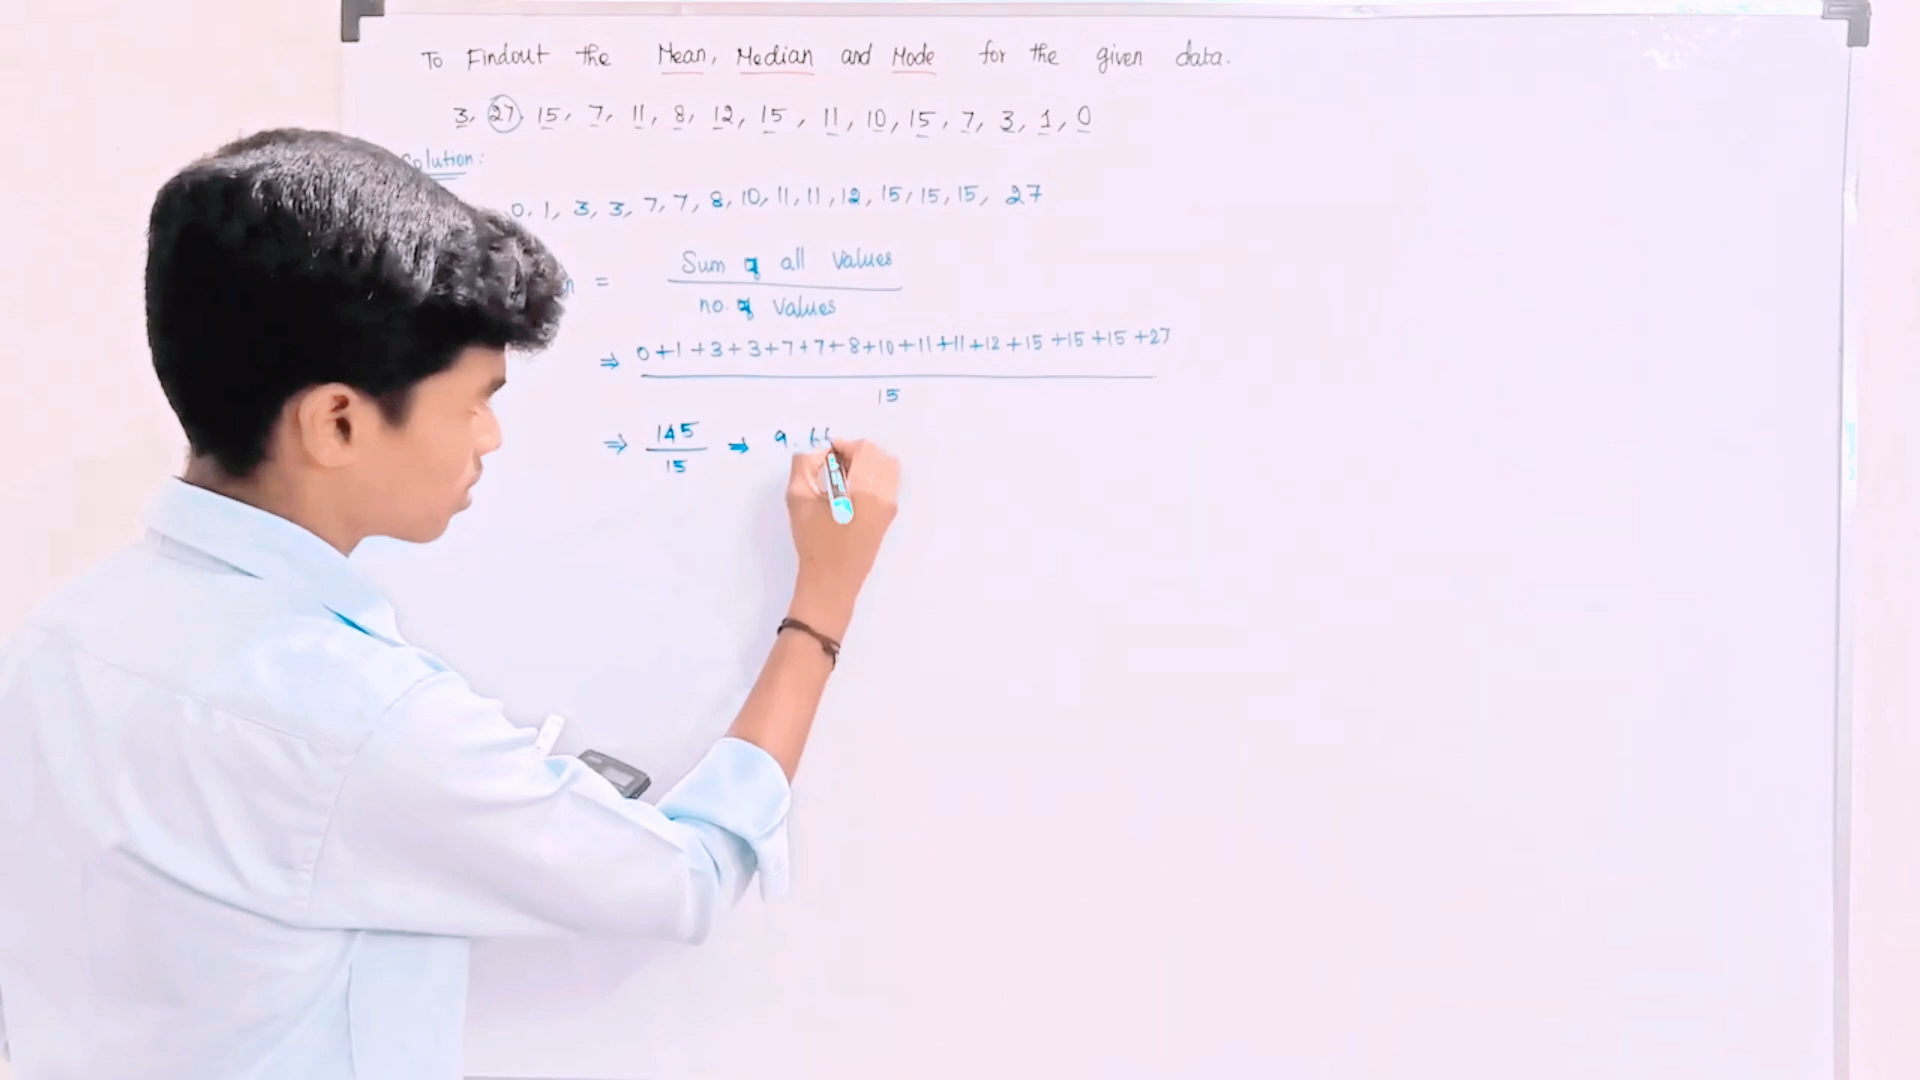 To Findout the Mean, Median and Mode for the given data.
3, 27, 15, 7, 11, 8, 12, 15, 11, 10, 15, 7, 3, 1, 0
Solution:
0, 1, 3, 3, 7, 7, 8, 10, 11, 11, 12, 15, 15, 15, 27
= Sum of all values
no. of values
⇒ 0+1+3+3+7+7+8+10+11+11+12+15+15+15+27
15
⇒ 145 ⇒ 9.66
15